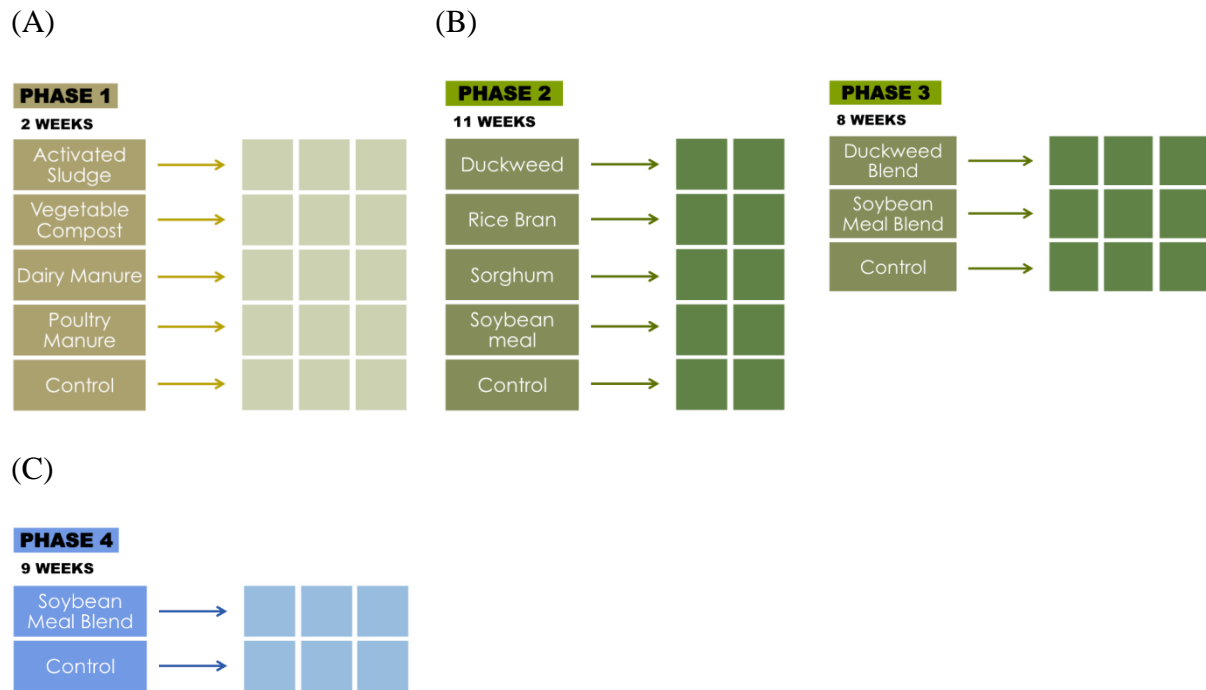 (A)
(B)
PHASE 1
2 WEEKS
Activated
Sludge
Vegetable
Compost
Dairy Manure
Poultry
Manure
Control
PHASE 2
11 WEEKS
Duckweed
Rice Bran
Sorghum
Soybean
meal
Control
PHASE 3
8 WEEKS
Duckweed
Blend
Soybean
Meal Blend
Control
(C)
PHASE 4
9 WEEKS
Soybean
Meal Blend
Control